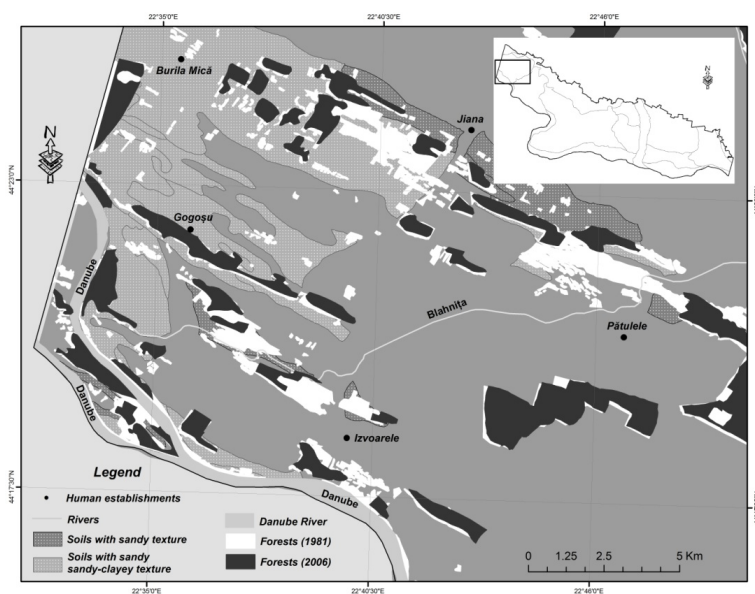 22°35'0"E 22°40'30"E 22°46'0"E
Burila Mică
N
N
Jiana
44°23'0"N
Gogoşu
Danube
Blahniţa
Pătulele
Danube
Izvoarele
Danube
44°17'30"N
Legend
Human establishments
Rivers
Soils with sandy texture
Soils with sandy
sandy-clayey texture
Danube River
Forests (1981)
Forests (2006)
0 1.25 2.5 5 Km
22°35'0"E 22°40'30"E 22°46'0"E